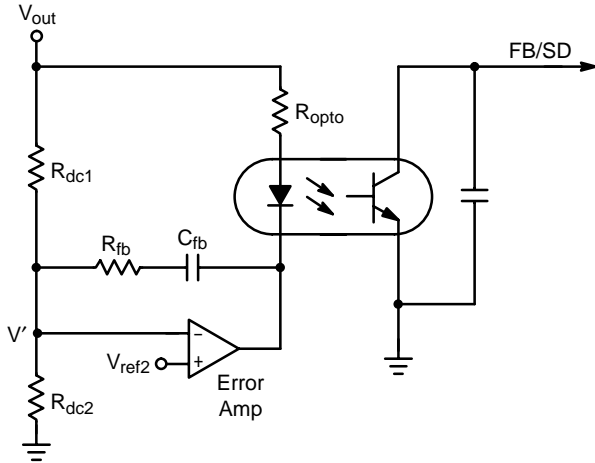 Vout
FB/SD
Ropto
Rdc1
Rfb
Cfb
V′
−
Vref2
+
Error
Amp
Rdc2